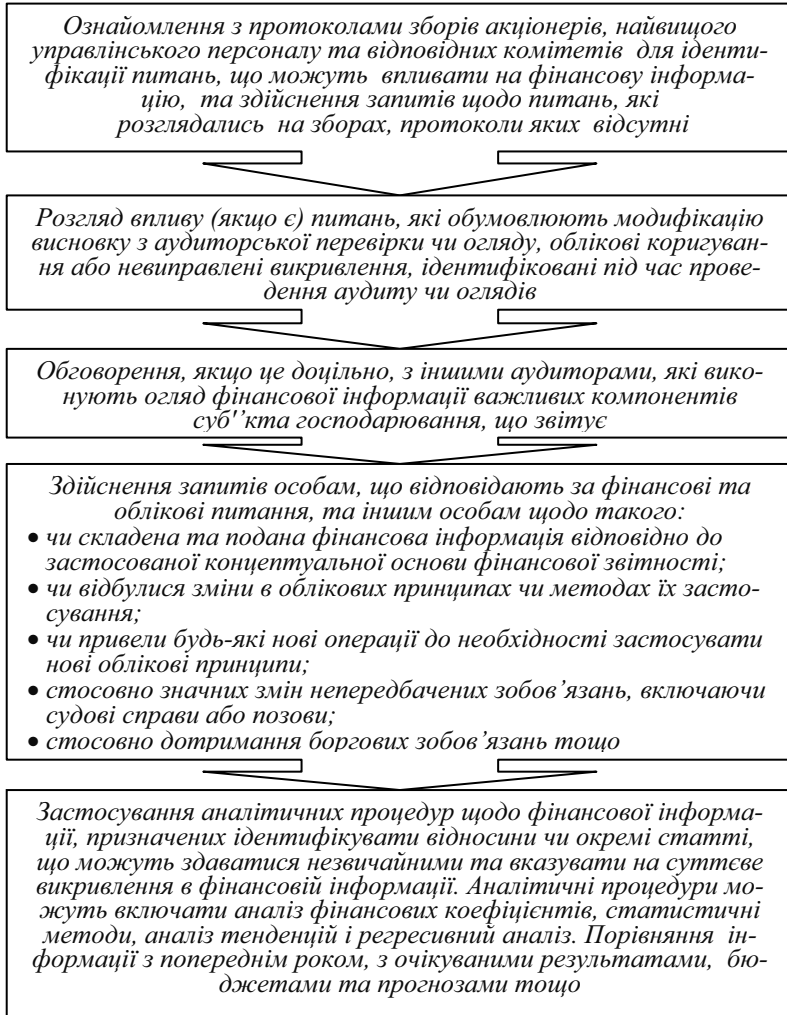 Ознайомлення з протоколами зборів акціонерів, найвищого
управлінського персоналу та відповідних комітетів для іденти-
фікації питань, що можуть впливати на фінансову інформа-
цію, та здійснення запитів щодо питань, які
розглядались на зборах, протоколи яких відсутні
Розгляд впливу (якщо є) питань, які обумовлюють модифікацію
висновку з аудиторської перевірки чи огляду, облікові коригуван-
ня або невиправлені викривлення, ідентифіковані під час прове-
дення аудиту чи оглядів
Обговорення, якщо це доцільно, з іншими аудиторами, які вико-
нують огляд фінансової інформації важливих компонентів
суб'’кта господарювання, що звітує
Здійснення запитів особам, що відповідають за фінансові та
облікові питання, та іншим особам щодо такого:
• чи складена та подана фінансова інформація відповідно до
застосованої концептуальної основи фінансової звітності;
• чи відбулися зміни в облікових принципах чи методах їх засто-
сування;
• чи привели будь-які нові операції до необхідності застосувати
нові облікові принципи;
• стосовно значних змін непередбачених зобов’язань, включаючи
судові справи або позови;
• стосовно дотримання боргових зобов’язань тощо
Застосування аналітичних процедур щодо фінансової інформа-
ції, призначених ідентифікувати відносини чи окремі статті,
що можуть здаватися незвичайними та вказувати на суттєве
викривлення в фінансовій інформації. Аналітичні процедури мо-
жуть включати аналіз фінансових коефіцієнтів, статистичні
методи, аналіз тенденцій і регресивний аналіз. Порівняння ін-
формації з попереднім роком, з очікуваними результатами, бю-
джетами та прогнозами тощо